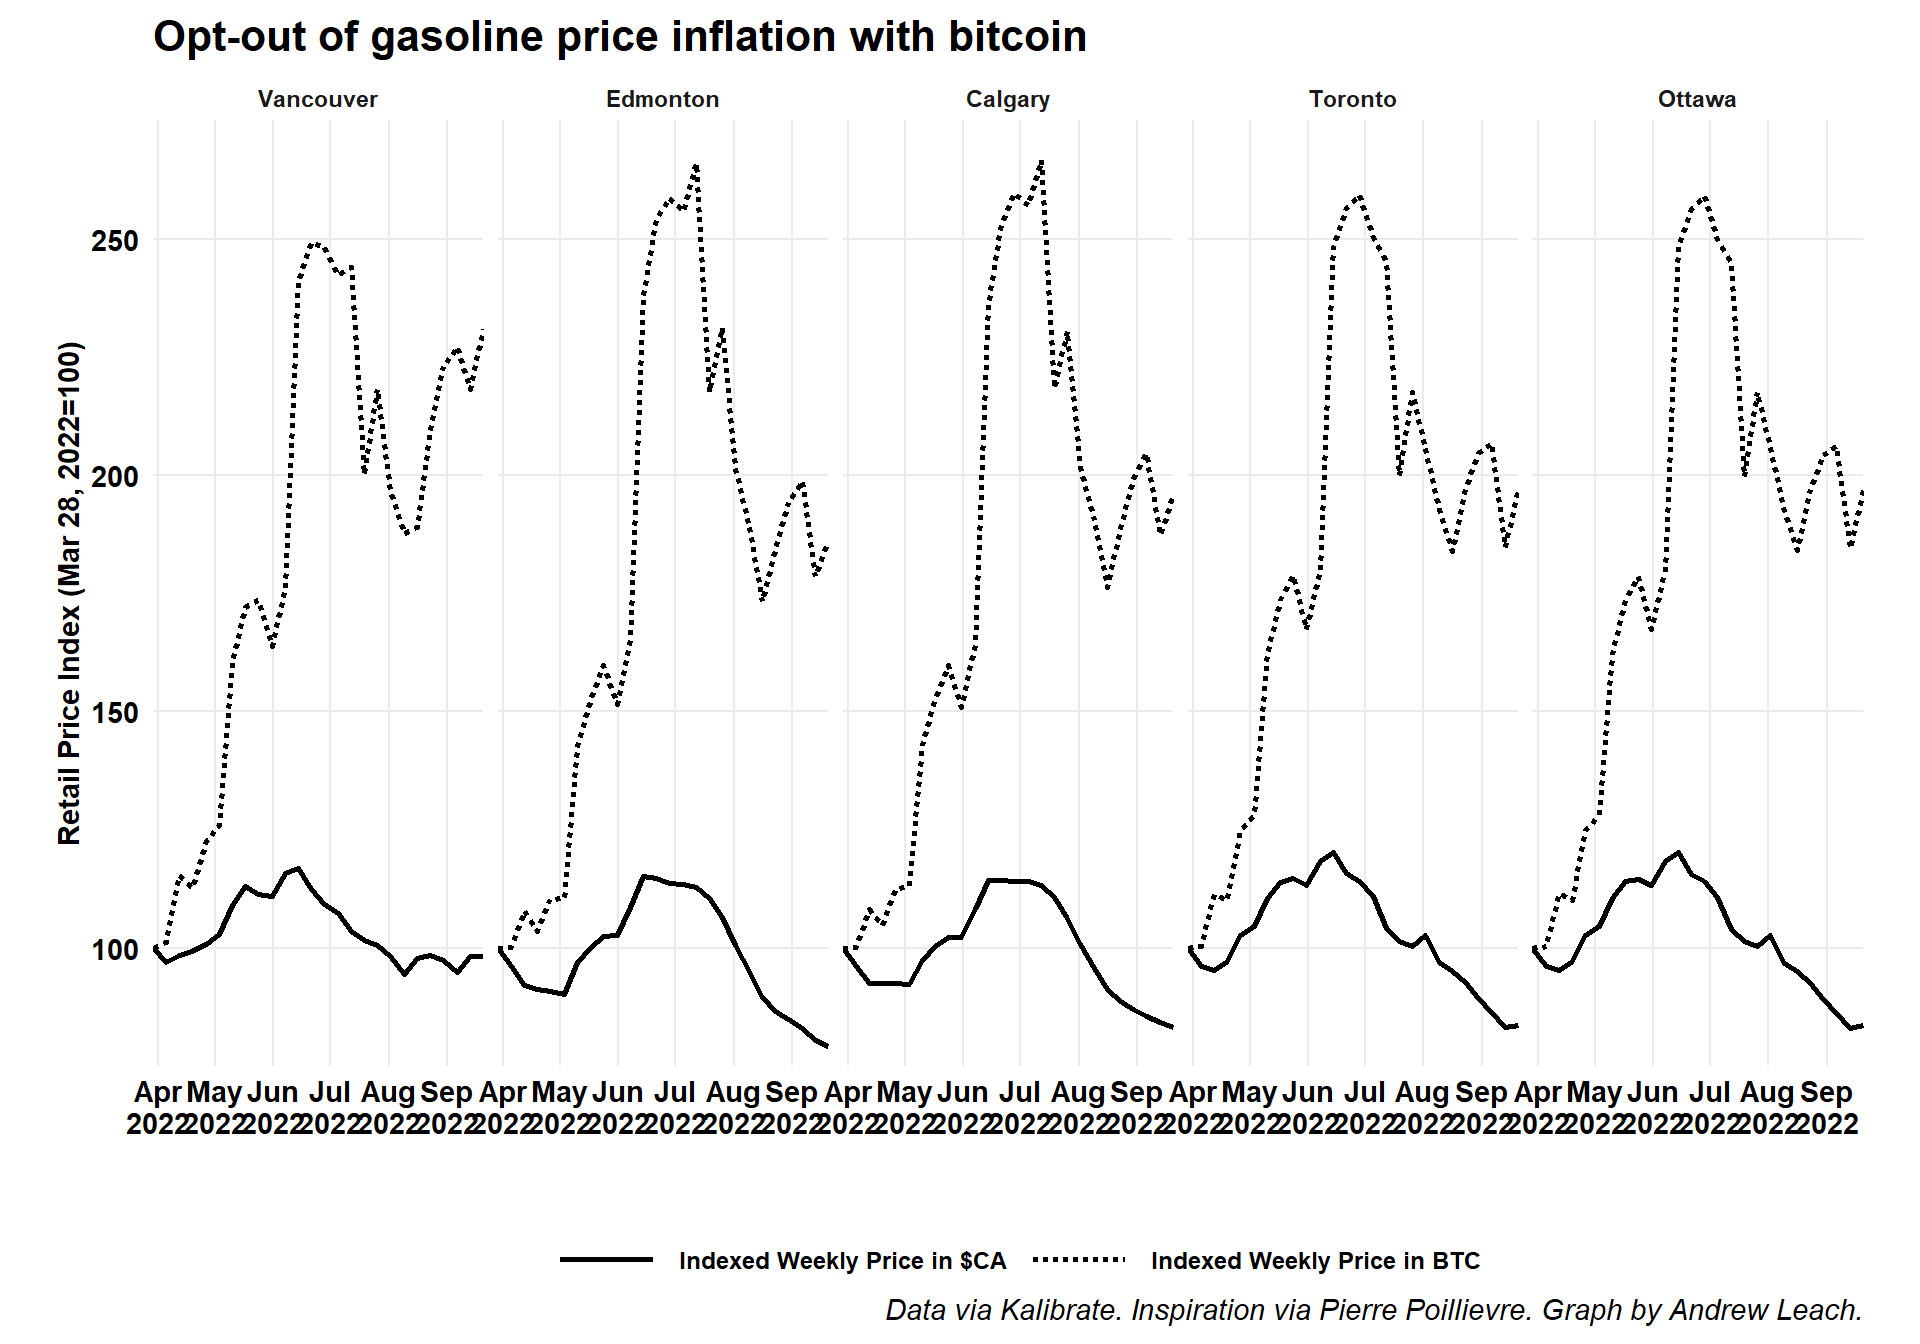 Opt-out of gasoline price inflation with bitcoin
Vancouver Edmonton Calgary Toronto Ottawa
Retail Price Index (Mar 28, 2022=100)
250
200
150
100
Apr May Jun Jul Aug Sep Apr May Jun Jul Aug Sep Apr May Jun Jul Aug Sep Apr May Jun Jul Aug Sep Apr May Jun Jul Aug Sep
2022 2022 2022 2022 2022 2022 2022 2022 2022 2022 2022 2022 2022 2022 2022 2022 2022 2022 2022 2022 2022 2022 2022 2022 2022 2022 2022 2022 2022 2022
Indexed Weekly Price in $CA Indexed Weekly Price in BTC
Data via Kalibrate. Inspiration via Pierre Poillievre. Graph by Andrew Leach.